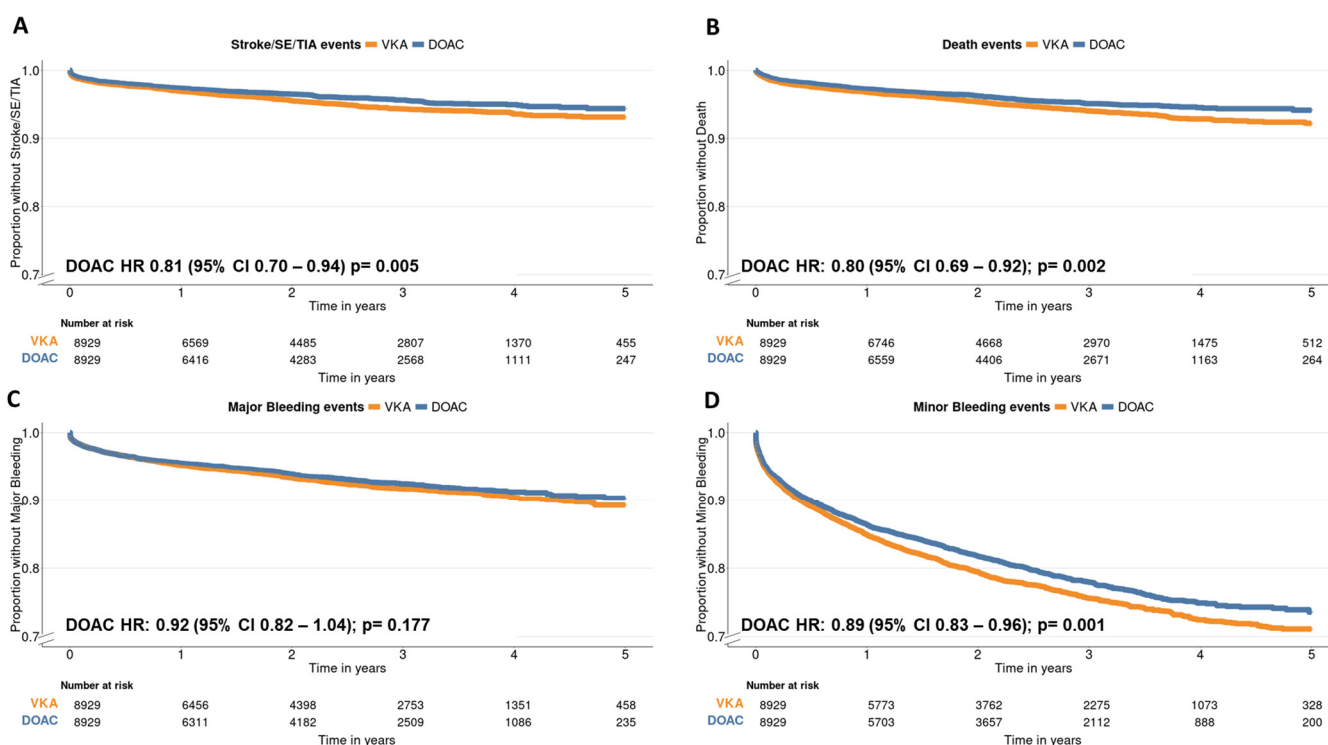 A
Stroke/SE/TIA events VKA DOAC
Proportion without Stroke/SE/TIA
1.0
0.9
0.8
0.7
DOAC HR 0.81 (95% CI 0.70 – 0.94) p= 0.005
0 1 2 3 4 5
Time in years
Number at risk
VKA 8929 6569 4485 2807 1370 455
DOAC 8929 6416 4283 2568 1111 247
Time in years
B
Death events VKA DOAC
Proportion without Death
1.0
0.9
0.8
0.7
DOAC HR: 0.80 (95% CI 0.69 – 0.92); p= 0.002
0 1 2 3 4 5
Time in years
Number at risk
VKA 8929 6746 4668 2970 1475 512
DOAC 8929 6559 4406 2671 1163 264
Time in years
C
Major Bleeding events VKA DOAC
Proportion without Major Bleeding
1.0
0.9
0.8
0.7
DOAC HR: 0.92 (95% CI 0.82 – 1.04); p= 0.177
0 1 2 3 4 5
Time in years
Number at risk
VKA 8929 6456 4398 2753 1351 458
DOAC 8929 6311 4182 2509 1086 235
Time in years
D
Minor Bleeding events VKA DOAC
Proportion without Minor Bleeding
1.0
0.9
0.8
0.7
DOAC HR: 0.89 (95% CI 0.83 – 0.96); p= 0.001
0 1 2 3 4 5
Time in years
Number at risk
VKA 8929 5773 3762 2275 1073 328
DOAC 8929 5703 3657 2112 888 200
Time in years